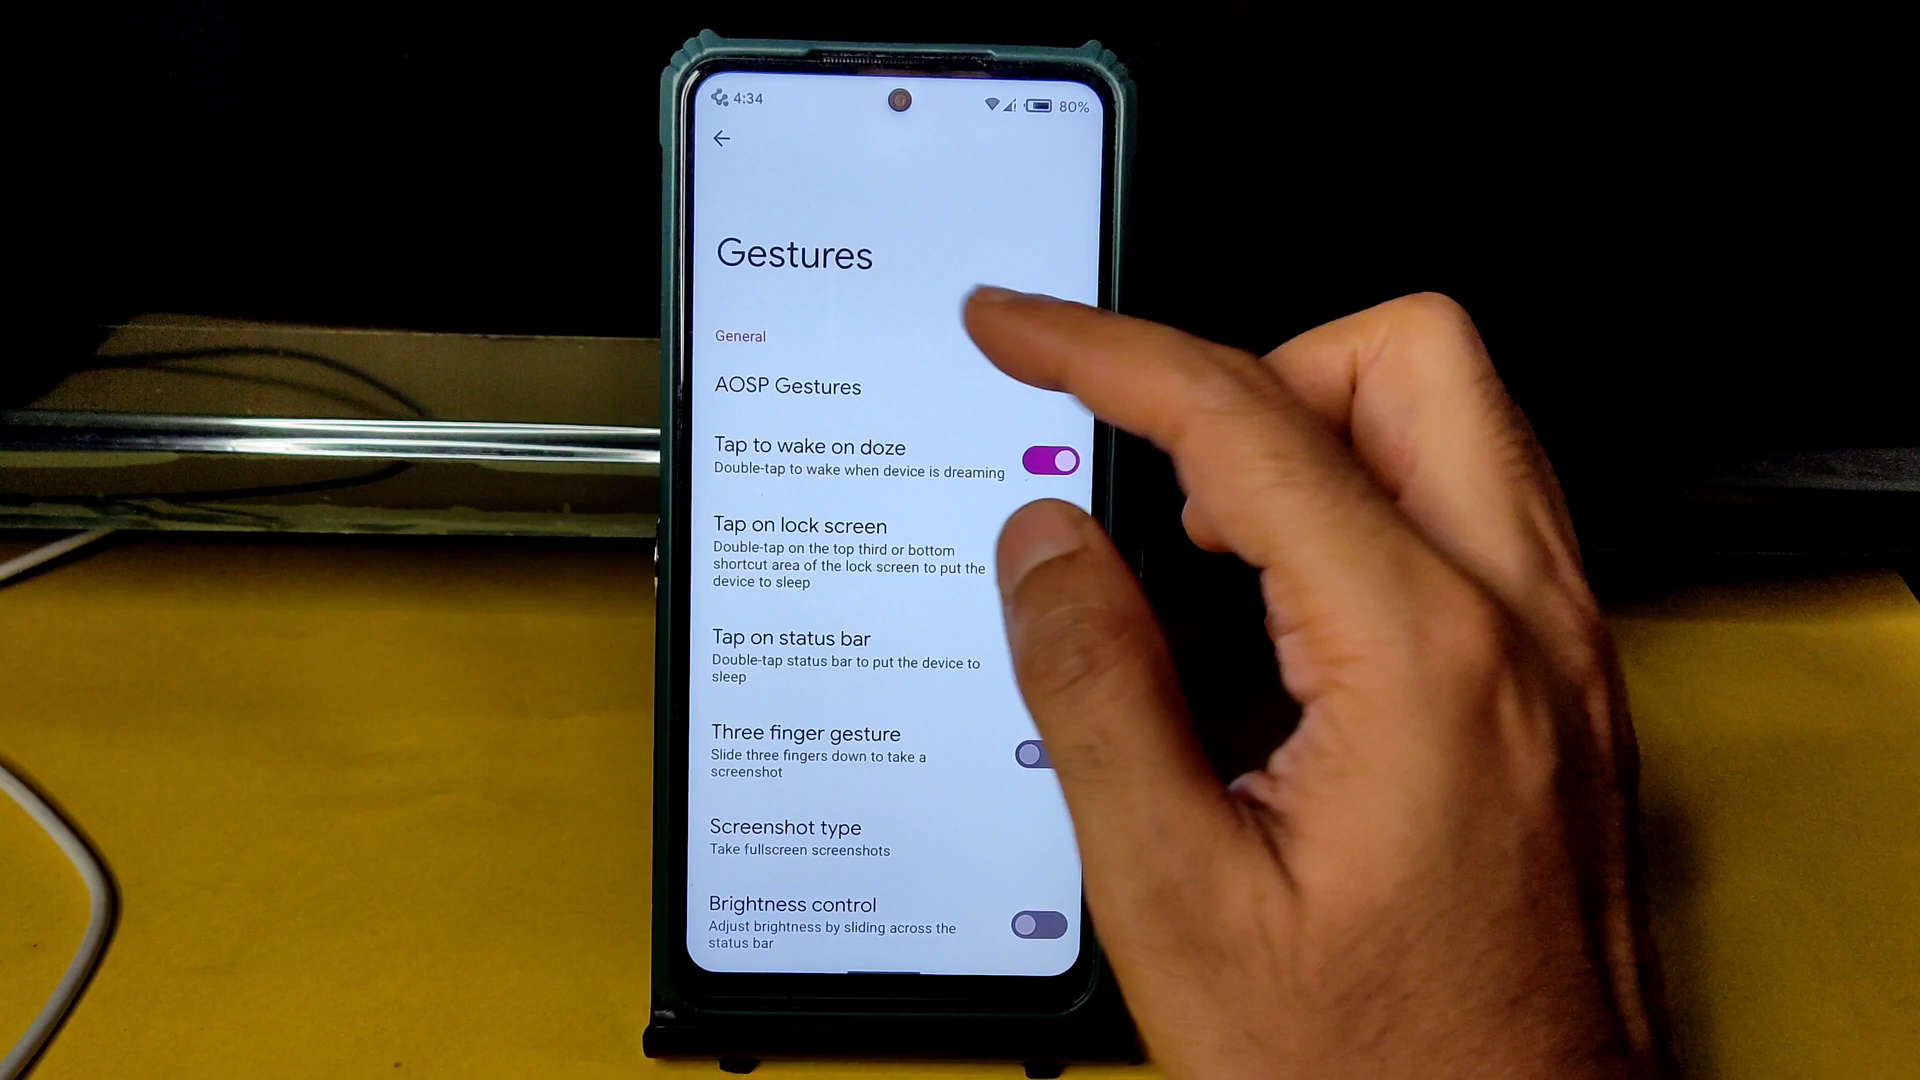 4:34
80%
Gestures
General
AOSP Gestures
Tap to wake on doze
Double-tap to wake when device is dreaming
Tap on lock screen
Double-tap on the top third or bottom
shortcut area of the lock screen to put the
device to sleep
Tap on status bar
Double-tap status bar to put the device to
sleep
Three finger gesture
Slide three fingers down to take a
screenshot
Screenshot type
Take fullscreen screenshots
Brightness control
Adjust brightness by sliding across the
status bar